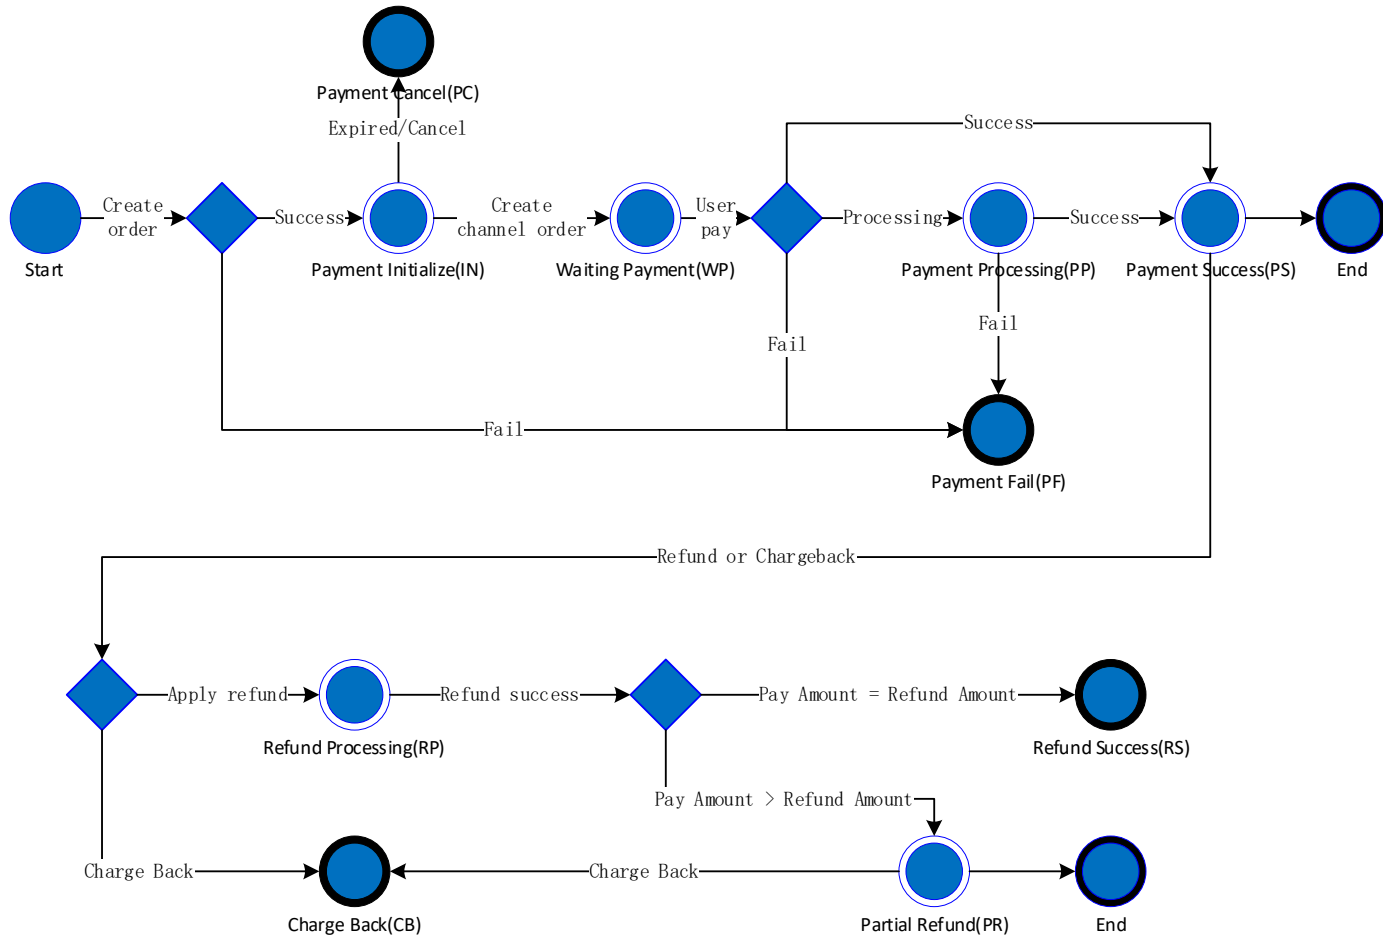 Payment Cancel(PC)
Expired/Cancel
Success
Create
order
Success
Create
channel order
User
pay
Processing
Success
Start
Payment Initialize(IN)
Waiting Payment(WP)
Payment Processing(PP)
Payment Success(PS)
End
Fail
Fail
Fail
Payment Fail(PF)
Refund or Chargeback
Apply refund
Refund success
Pay Amount = Refund Amount
Refund Processing(RP)
Refund Success(RS)
Pay Amount > Refund Amount
Charge Back
Charge Back
Charge Back(CB)
Partial Refund(PR)
End